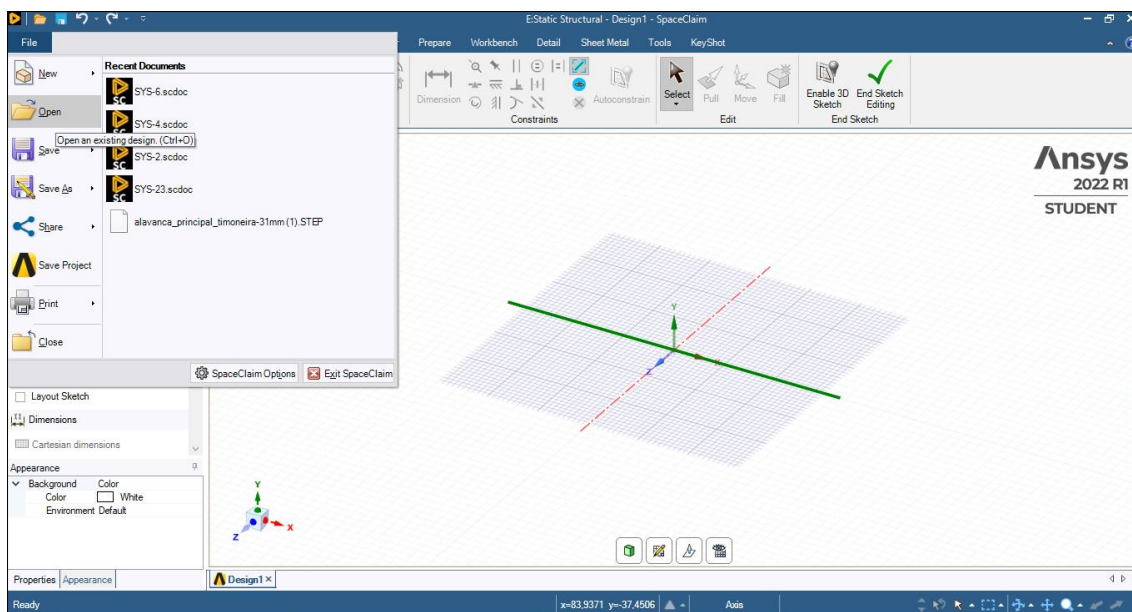 E:Static Structural - Design1 - SpaceClaim
File
Prepare Workbench Detail Sheet Metal Tools KeyShot
New
Open
Save
Save As
Share
Save Project
Print
Close
Recent Documents
SC SYS-6.scdoc
SC SYS-4.scdoc
Open an existing design. (Ctrl+O)
SC SYS-2.scdoc
SC SYS-23.scdoc
alavanca_principal_timoneira-31mm (1).STEP
SpaceClaim Options Exit SpaceClaim
Dimension
Autoconstrain
Constraints
Select
Pull
Move
Fill
Edit
Enable 3D Sketch
End Sketch Editing
End Sketch
Ansys
2022 R1
STUDENT
Y
X
Z
Layout Sketch
Dimensions
Cartesian dimensions
Appearance
Background Color
Color White
Environment Default
Y
X
Z
Properties Appearance
Design1
Ready
x=83,9371 y=-37,4506
Axis